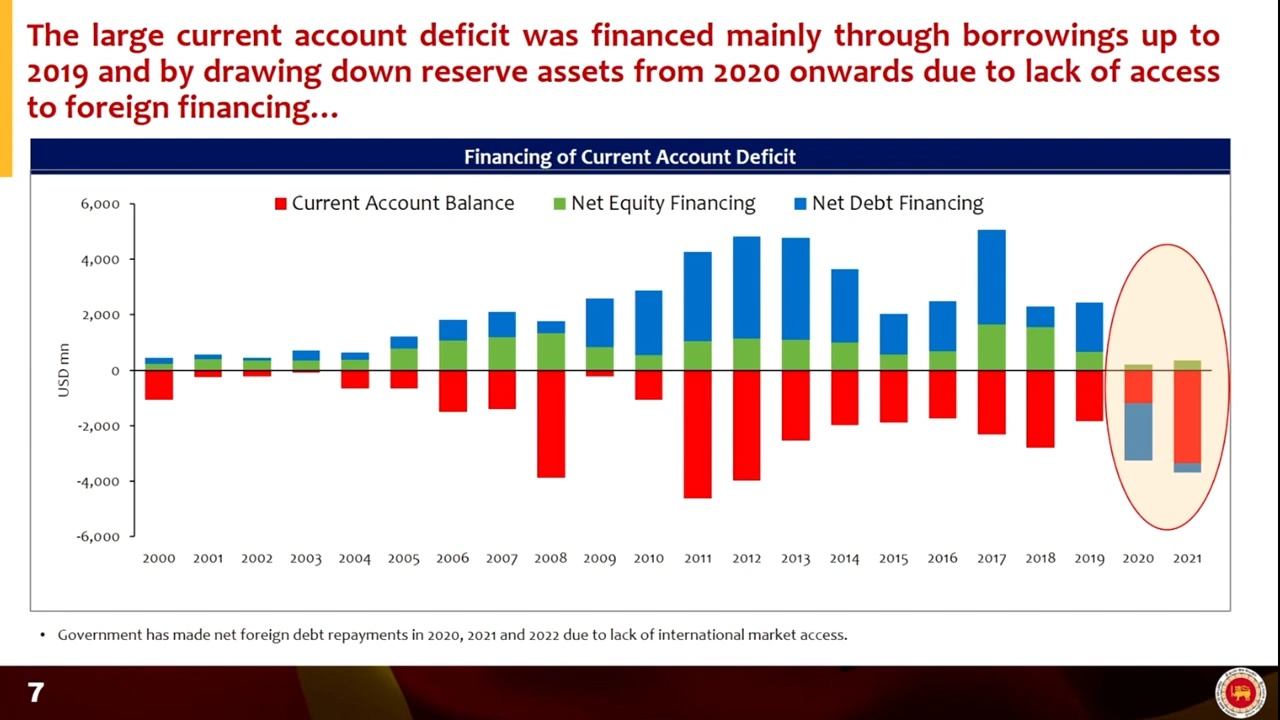 The large current account deficit was financed mainly through borrowings up to
2019 and by drawing down reserve assets from 2020 onwards due to lack of access
to foreign financing...
Financing of Current Account Deficit
Current Account Balance Net Equity Financing Net Debt Financing
USD mn
6,000
4,000
2,000
0
-2,000
-4,000
-6,000
2000 2001 2002 2003 2004 2005 2006 2007 2008 2009 2010 2011 2012 2013 2014 2015 2016 2017 2018 2019 2020 2021
• Government has made net foreign debt repayments in 2020, 2021 and 2022 due to lack of international market access.
7